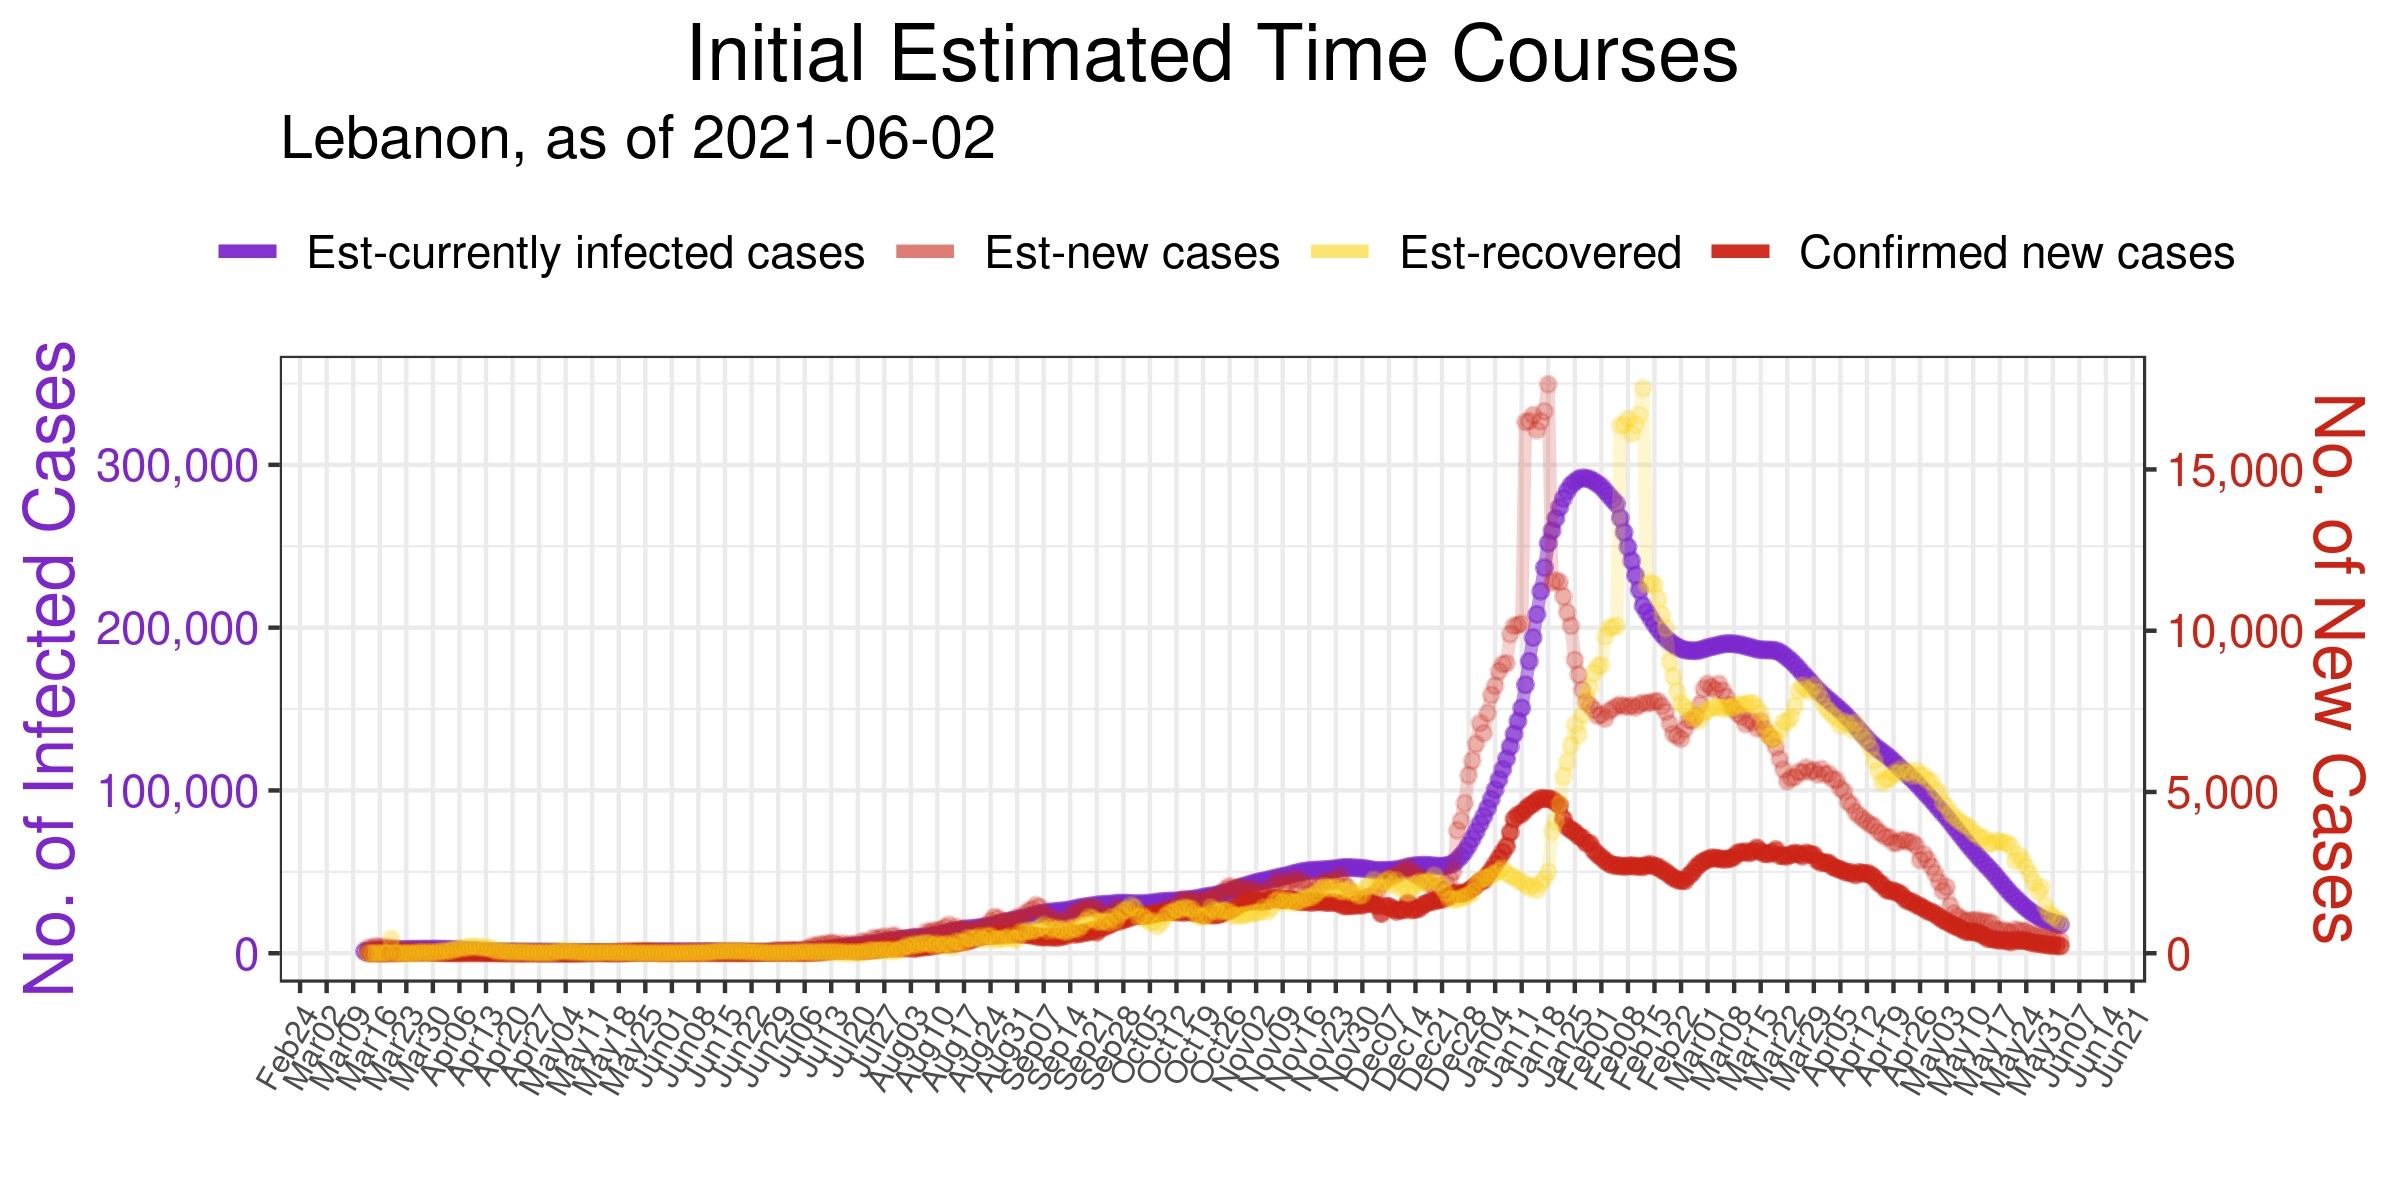 Initial Estimated Time Courses
Lebanon, as of 2021-06-02
Est-currently infected cases
Est-new cases
Est-recovered
Confirmed new cases
No. of Infected Cases
300,000
200,000
100,000
0
15,000
10,000
5,000
0
No. of New Cases
Feb24
Mar02
Mar09
Mar16
Mar23
Mar30
Apr06
Apr13
Apr20
Apr27
May04
May11
May18
May25
Jun01
Jun08
Jun15
Jun22
Jun29
Jul06
Jul13
Jul20
Jul27
Aug03
Aug10
Aug17
Aug24
Aug31
Sep07
Sep14
Sep21
Sep28
Oct05
Oct12
Oct19
Oct26
Nov02
Nov09
Nov16
Nov23
Nov30
Dec07
Dec14
Dec21
Dec28
Jan04
Jan11
Jan18
Jan25
Feb01
Feb08
Feb15
Feb22
Mar01
Mar08
Mar15
Mar22
Mar29
Apr05
Apr12
Apr19
Apr26
May03
May10
May17
May24
May31
Jun07
Jun14
Jun21